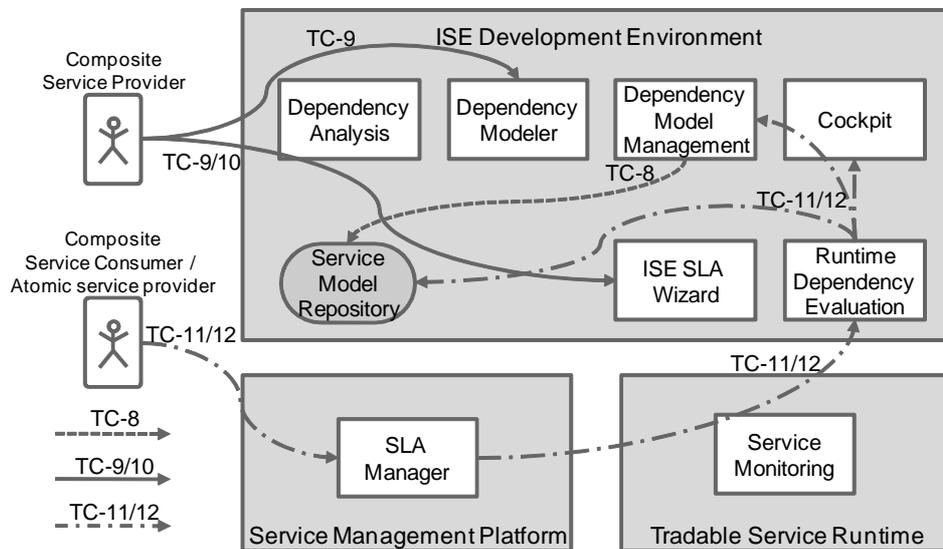 ISE Development Environment
TC-9
Composite
Service Provider
Dependency
Analysis
Dependency
Modeler
Dependency
Model
Management
Cockpit
TC-9/10
TC-8
TC-11/12
Composite
Service Consumer /
Atomic service provider
Service
Model
Repository
ISE SLA
Wizard
Runtime
Dependency
Evaluation
TC-11/12
TC-11/12
TC-8
TC-9/10
TC-11/12
SLA
Manager
Service
Monitoring
Service Management Platform
Tradable Service Runtime